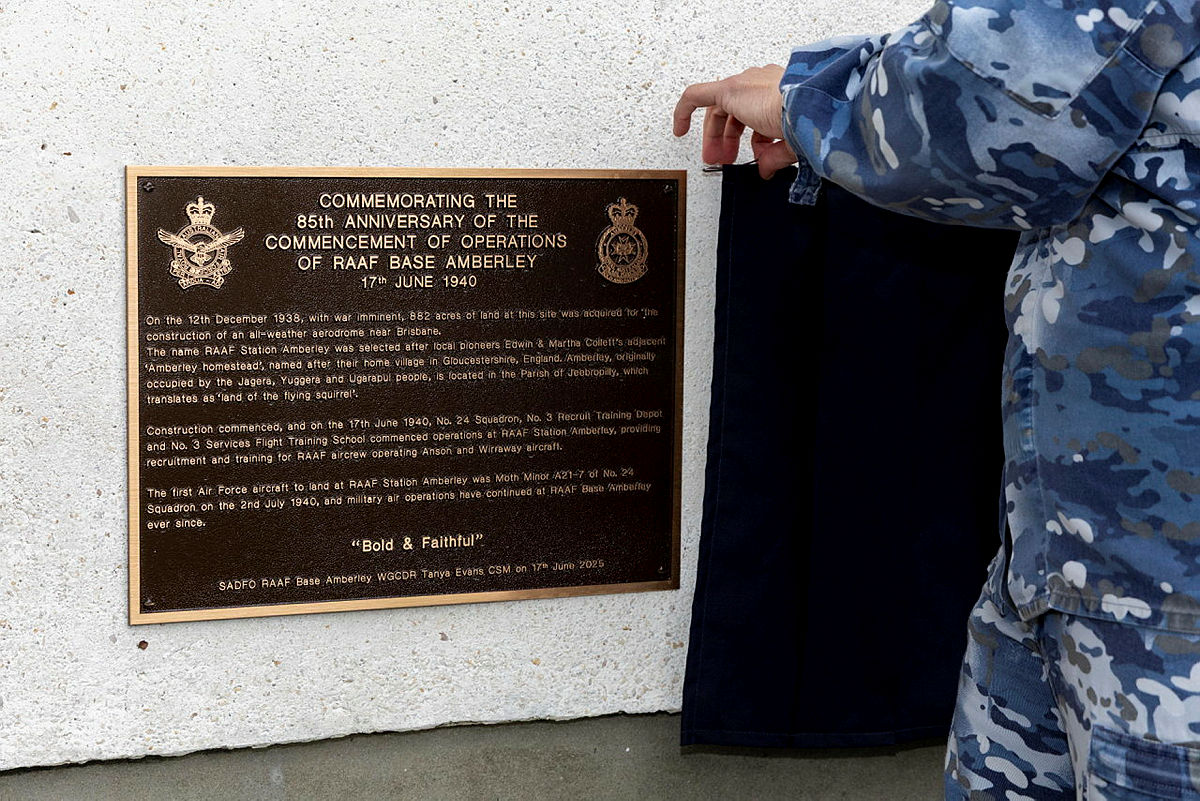 COMMEMORATING THE
85th ANNIVERSARY OF THE
COMMENCEMENT OF OPERATIONS
OF RAAF BASE AMBERLEY
17th JUNE 1940
On the 12th December 1938, with war imminent, 882 acres of land at this site was acquired for the
construction of an all-weather aerodrome near Brisbane.
The name RAAF Station Amberley was selected after local pioneers Edwin & Martha Collett's adjacent
'Amberley homestead', named after their home village in Gloucestershire, England. Amberley, originally
occupied by the Jagera, Yuggera and Ugarapul people, is located in the Parish of Jeebropilly, which
translates as 'land of the flying squirrel'.
Construction commenced, and on the 17th June 1940, No. 24 Squadron, No. 3 Recruit Training Depot
and No. 3 Services Flight Training School commenced operations at RAAF Station Amberley, providing
recruitment and training for RAAF aircrew operating Anson and Wirraway aircraft.
The first Air Force aircraft to land at RAAF Station Amberley was Moth Minor A21-7 of No. 24
Squadron on the 2nd July 1940, and military air operations have continued at RAAF Base Amberley
ever since.
"Bold & Faithful"
SADFO RAAF Base Amberley WGCDR Tanya Evans CSM on 17th June 2025